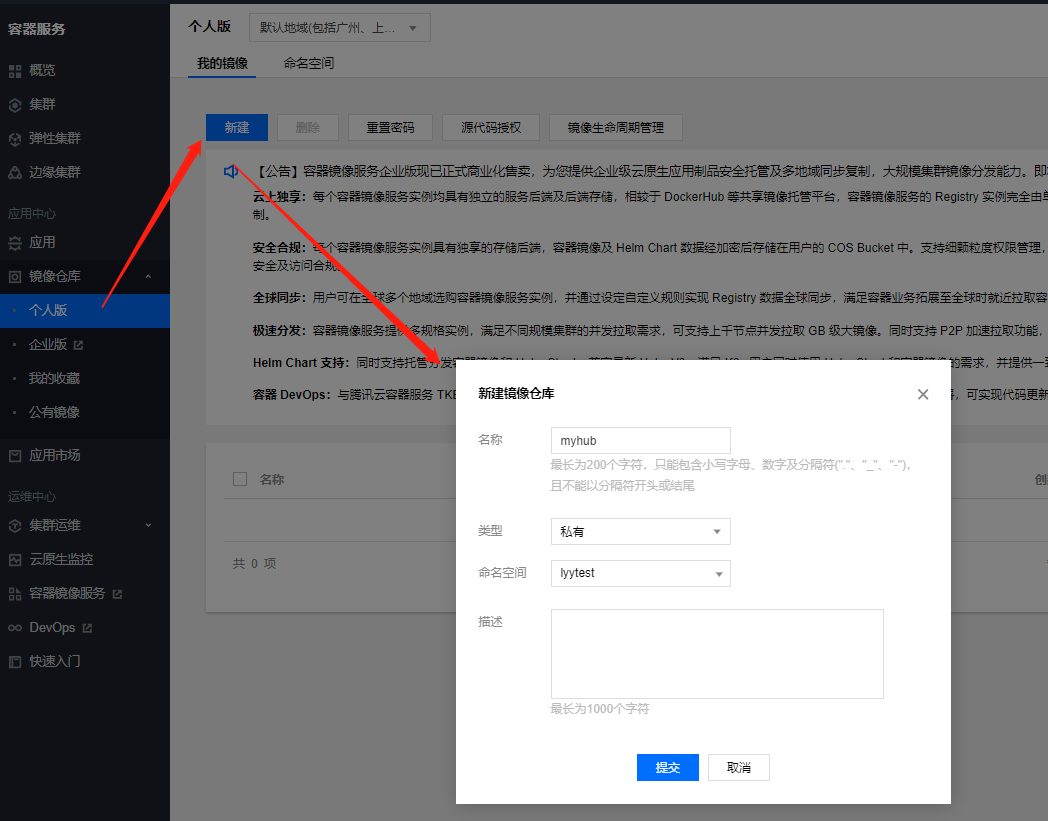 容器服务
概览
集群
弹性集群
边缘集群
应用中心
应用
镜像仓库
个人版
企业版
我的收藏
公有镜像
应用市场
运维中心
集群运维
云原生监控
容器镜像服务
DevOps
快速入门
个人版
默认地域(包括广州、上...
我的镜像 命名空间
新建 删除 重置密码 源代码授权 镜像生命周期管理
【公告】容器镜像服务企业版现已正式商业化售卖，为您提供企业级云原生应用制品安全托管及多地域同步复制，大规模集群镜像分发能力。即
云上独享：每个容器镜像服务实例均具有独立的服务后端及后端存储，相较于 DockerHub 等共享镜像托管平台，容器镜像服务的 Registry 实例完全由
制。
安全合规：每个容器镜像服务实例具有独享的存储后端，容器镜像及 Helm Chart 数据经加密后存储在用户的 COS Bucket 中。支持细颗粒度权限管理，
安全及访问合规。
全球同步：用户可在全球多个地域选购容器镜像服务实例，并通过设定自定义规则实现 Registry 数据全球同步，满足容器业务拓展至全球时就近拉取容
极速分发：容器镜像服务提供多规格实例，满足不同规模集群的并发拉取需求，可支持上千节点并发拉取 GB 级大镜像。同时支持 P2P 加速拉取功能，
Helm Chart 支持：同时支持托管分发容器镜像和 的需求，并提供一
容器 DevOps：与腾讯云容器服务 TKE ，可实现代码更新
名称
共 0 项
新建镜像仓库
名称 myhub
最长为200个字符，只能包含小写字母、数字及分隔符("."、"_"、"-")，
且不能以分隔符开头或结尾
类型 私有
命名空间 lyytest
描述
最长为1000个字符
提交 取消